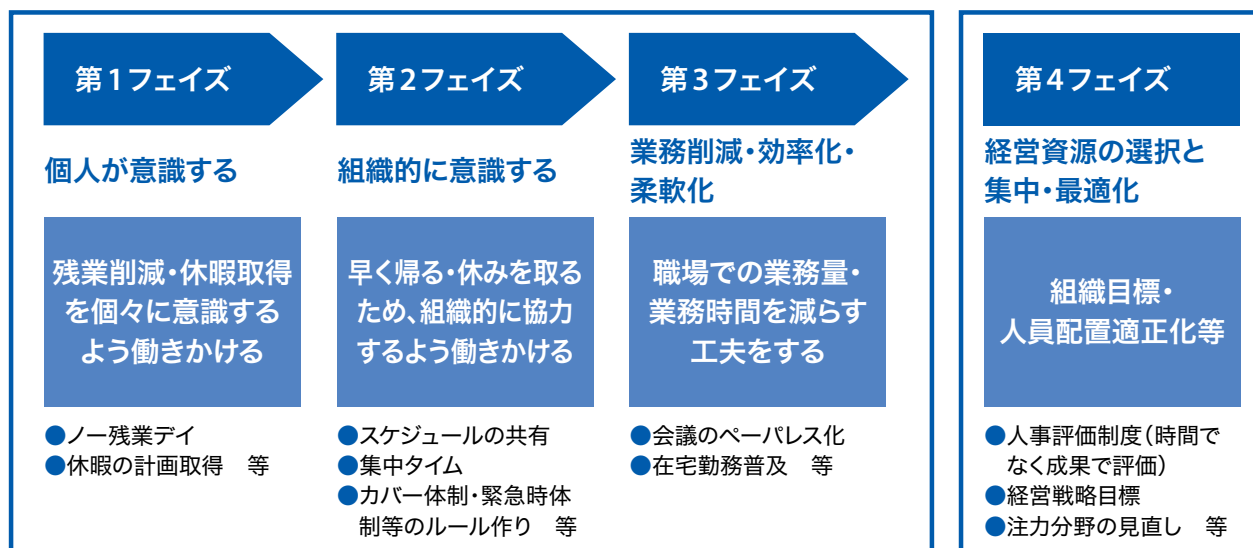 第1フェイズ
個人が意識する
残業削減・休暇取得
を個々に意識する
よう働きかける
●ノー残業デイ
●休暇の計画取得　等
第2フェイズ
組織的に意識する
早く帰る・休みを取る
ため、組織的に協力
するよう働きかける
●スケジュールの共有
●集中タイム
●カバー体制・緊急時体
制等のルール作り　等
第3フェイズ
業務削減・効率化・
柔軟化
職場での業務量・
業務時間を減らす
工夫をする
●会議のペーパレス化
●在宅勤務普及　等
第4フェイズ
経営資源の選択と
集中・最適化
組織目標・
人員配置適正化等
●人事評価制度（時間で
なく成果で評価）
●経営戦略目標
●注力分野の見直し　等